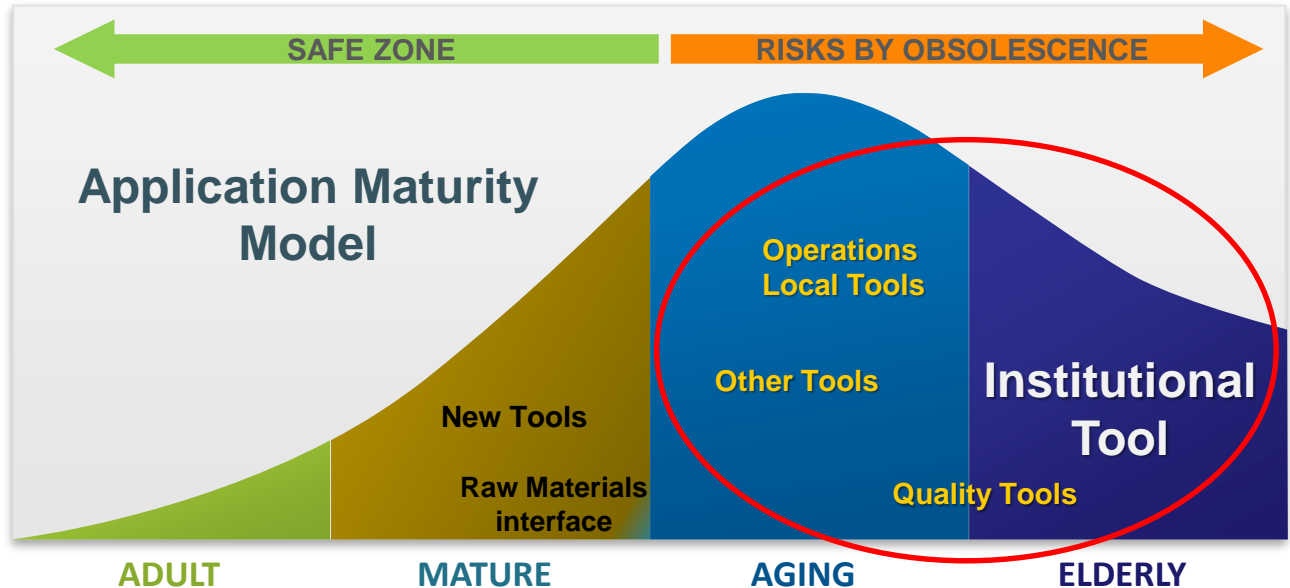 SAFE ZONE
RISKS BY OBSOLESCENCE
Application Maturity
Model
Operations
Local Tools
Other Tools
Institutional
Tool
New Tools
Raw Materials
interface
Quality Tools
ADULT
MATURE
AGING
ELDERLY